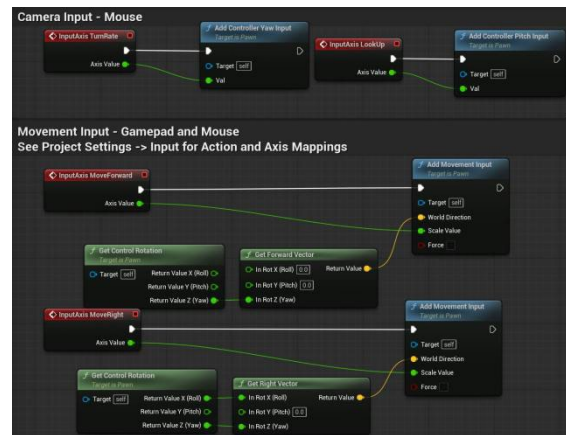 Camera Input - Mouse
InputAxis TurnRate
Axis Value
Add Controller Yaw Input
Target is Pawn
Target self
Val
InputAxis LookUp
Axis Value
Add Controller Pitch Input
Target is Pawn
Target self
Val
Movement Input - Gamepad and Mouse
See Project Settings -> Input for Action and Axis Mappings
InputAxis MoveForward
Axis Value
Add Movement Input
Target is Pawn
Target self
World Direction
Scale Value
Force
Get Control Rotation
Target is Pawn
Target self
Return Value X (Roll)
Return Value Y (Pitch)
Return Value Z (Yaw)
Get Forward Vector
In Rot X (Roll) 0.0
Return Value
In Rot Y (Pitch) 0.0
In Rot Z (Yaw)
InputAxis MoveRight
Axis Value
Add Movement Input
Target is Pawn
Target self
World Direction
Scale Value
Force
Get Control Rotation
Target is Pawn
Target self
Return Value X (Roll)
Return Value Y (Pitch)
Return Value Z (Yaw)
Get Right Vector
In Rot X (Roll)
Return Value
In Rot Y (Pitch) 0.0
In Rot Z (Yaw)